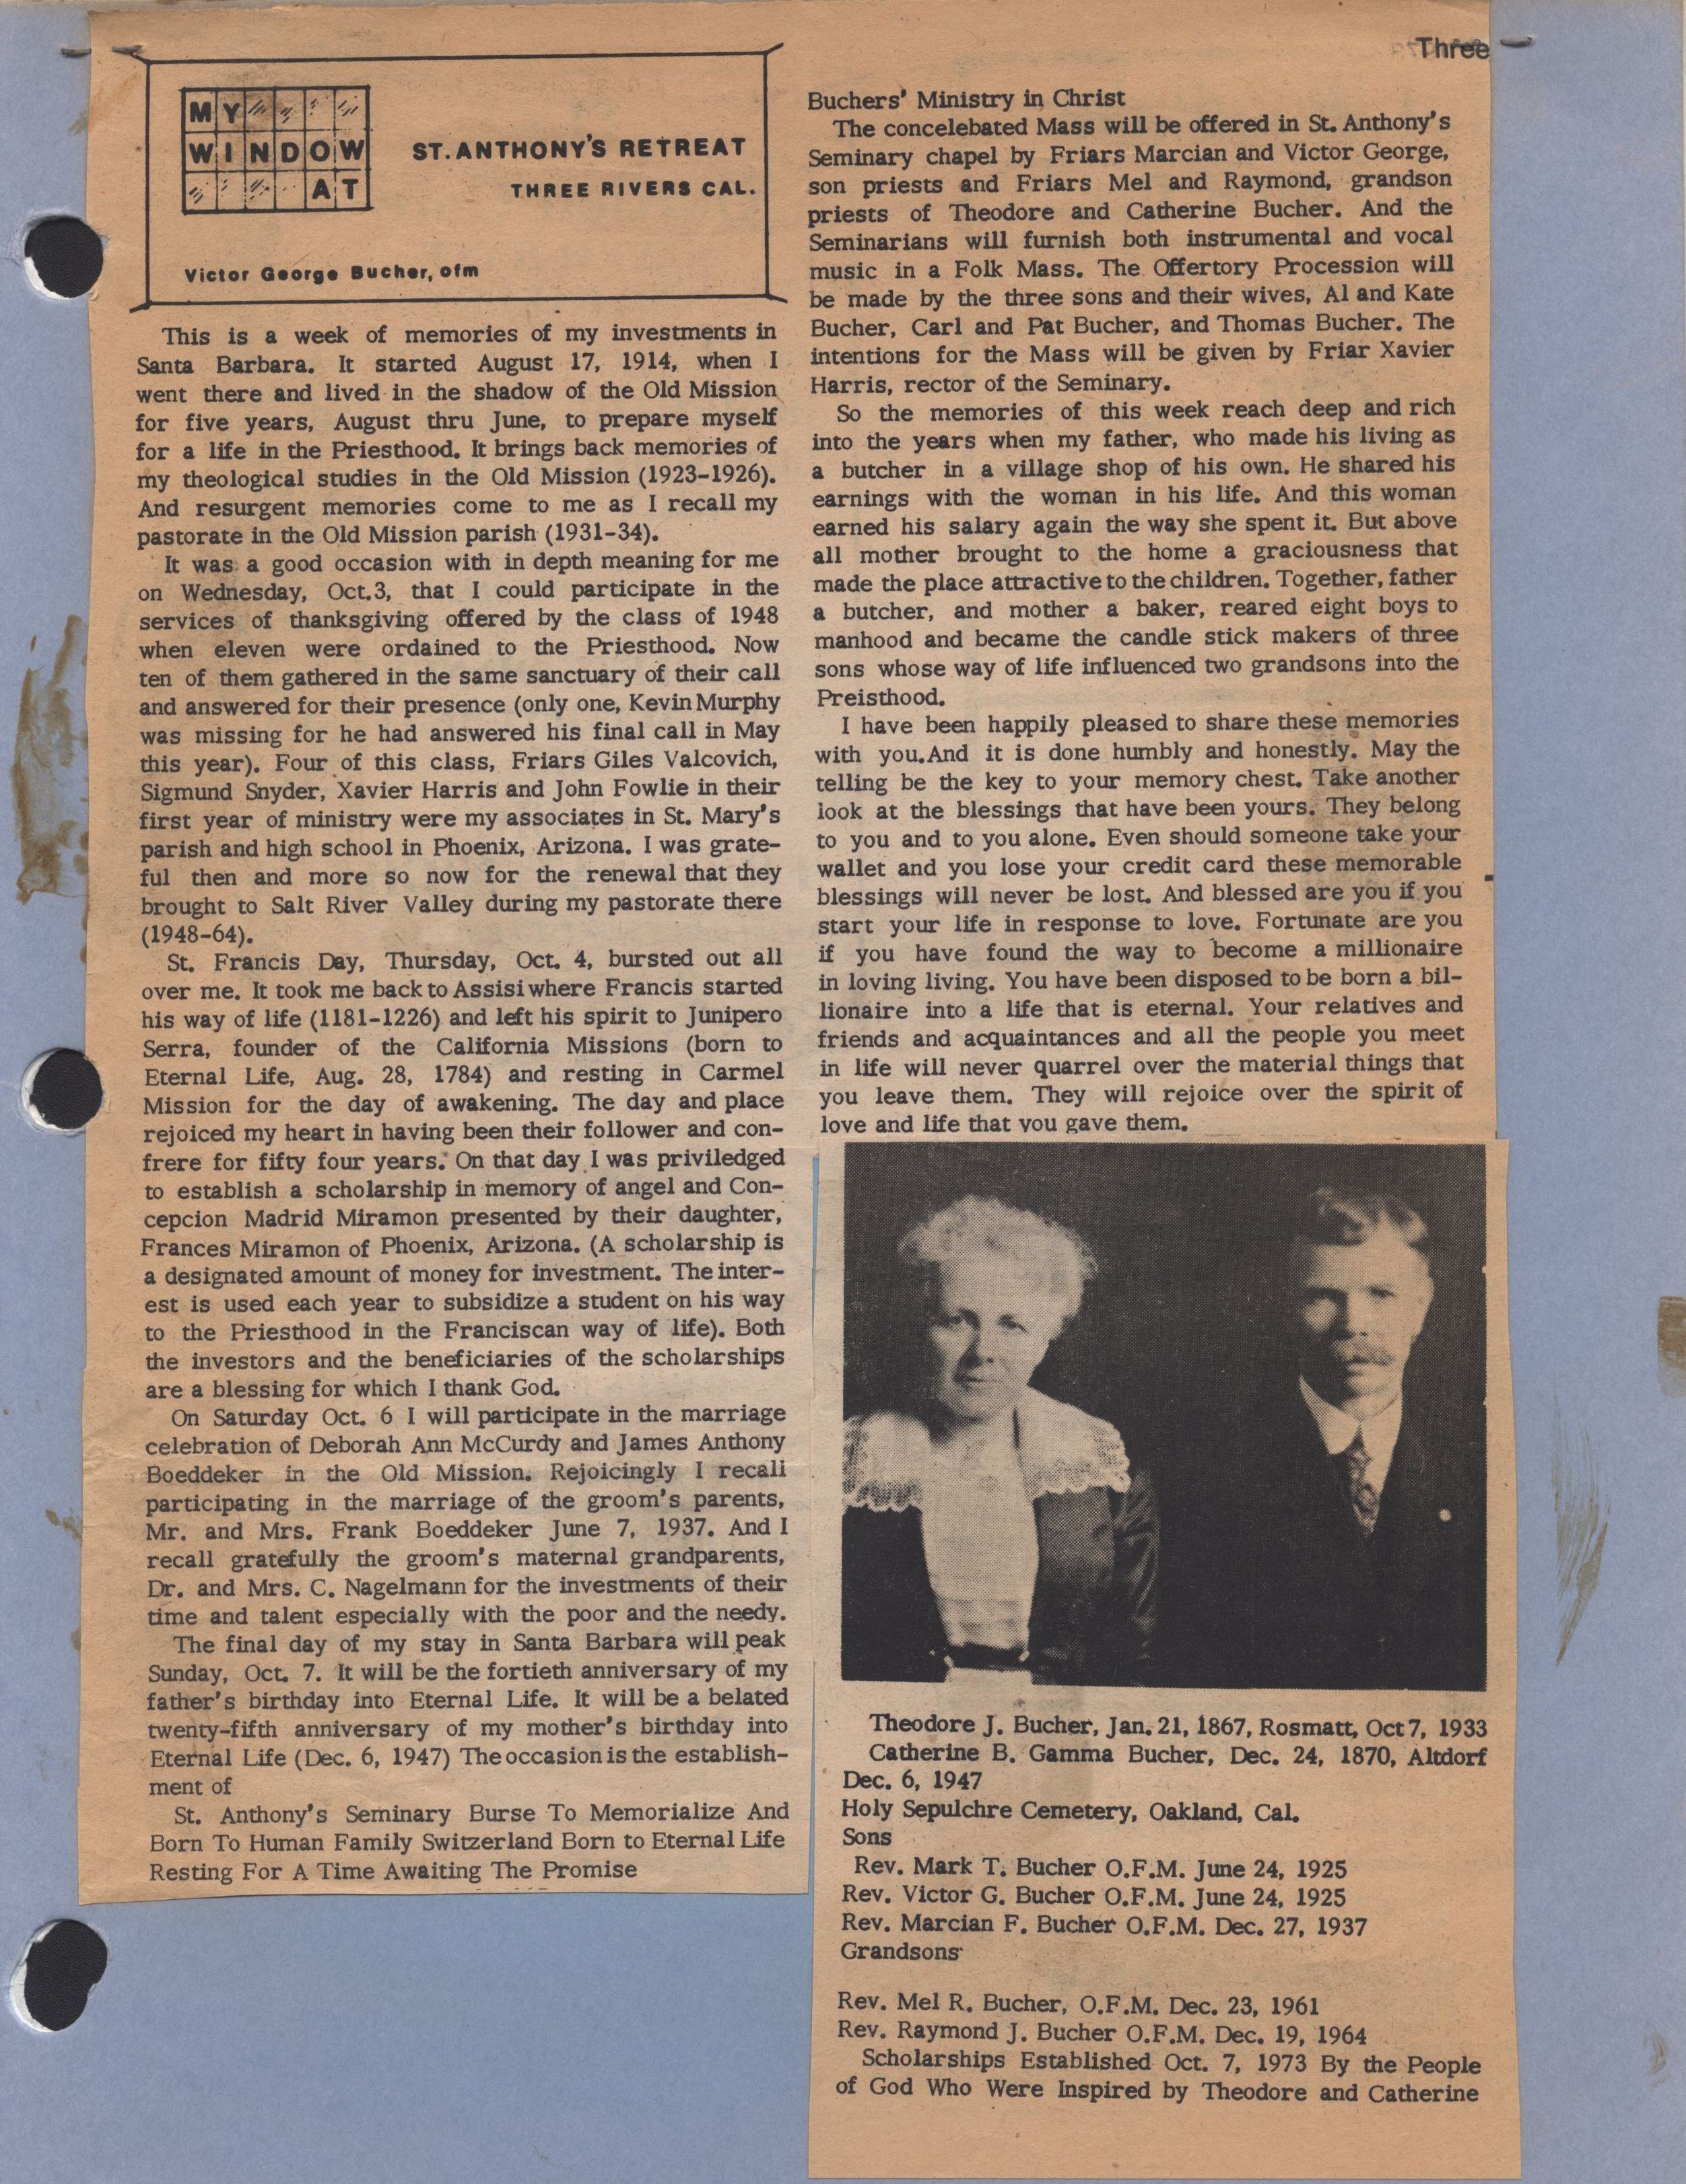 Three
MY
WINDOW
AT
ST. ANTHONY'S RETREAT
THREE RIVERS CAL.
Victor George Bucher, ofm
This is a week of memories of my investments in
Santa Barbara. It started August 17, 1914, when I
went there and lived in the shadow of the Old Mission
for five years, August thru June, to prepare myself
for a life in the Priesthood. It brings back memories of
my theological studies in the Old Mission (1923-1926).
And resurgent memories come to me as I recall my
pastorate in the Old Mission parish (1931-34).
It was a good occasion with in depth meaning for me
on Wednesday, Oct.3, that I could participate in the
services of thanksgiving offered by the class of 1948
when eleven were ordained to the Priesthood. Now
ten of them gathered in the same sanctuary of their call
and answered for their presence (only one, Kevin Murphy
was missing for he had answered his final call in May
this year). Four of this class, Friars Giles Valcovich,
Sigmund Snyder, Xavier Harris and John Fowlie in their
first year of ministry were my associates in St. Mary's
parish and high school in Phoenix, Arizona. I was grate-
ful then and more so now for the renewal that they
brought to Salt River Valley during my pastorate there
(1948-64).
St. Francis Day, Thursday, Oct. 4, bursted out all
over me. It took me back to Assisi where Francis started
his way of life (1181-1226) and left his spirit to Junipero
Serra, founder of the California Missions (born to
Eternal Life, Aug. 28, 1784) and resting in Carmel
Mission for the day of awakening. The day and place
rejoiced my heart in having been their follower and con-
frere for fifty four years. On that day I was priviledged
to establish a scholarship in memory of angel and Con-
cepcion Madrid Miramon presented by their daughter,
Frances Miramon of Phoenix, Arizona. (A scholarship is
a designated amount of money for investment. The inter-
est is used each year to subsidize a student on his way
to the Priesthood in the Franciscan way of life). Both
the investors and the beneficiaries of the scholarships
are a blessing for which I thank God.
On Saturday Oct. 6 I will participate in the marriage
celebration of Deborah Ann McCurdy and James Anthony
Boeddeker in the Old Mission. Rejoicingly I recall
participating in the marriage of the groom's parents,
Mr. and Mrs. Frank Boeddeker June 7, 1937. And I
recall gratefully the groom's maternal grandparents,
Dr. and Mrs. C. Nagelmann for the investments of their
time and talent especially with the poor and the needy.
The final day of my stay in Santa Barbara will peak
Sunday, Oct. 7. It will be the fortieth anniversary of my
father's birthday into Eternal Life. It will be a belated
twenty-fifth anniversary of my mother's birthday into
Eternal Life (Dec. 6, 1947) The occasion is the establish-
ment of
St. Anthony's Seminary Burse To Memorialize And
Born To Human Family Switzerland Born to Eternal Life
Resting For A Time Awaiting The Promise
Buchers' Ministry in Christ
The concelebated Mass will be offered in St. Anthony's
Seminary chapel by Friars Marcian and Victor George,
son priests and Friars Mel and Raymond, grandson
priests of Theodore and Catherine Bucher. And the
Seminarians will furnish both instrumental and vocal
music in a Folk Mass. The Offertory Procession will
be made by the three sons and their wives, Al and Kate
Bucher, Carl and Pat Bucher, and Thomas Bucher. The
intentions for the Mass will be given by Friar Xavier
Harris, rector of the Seminary.
So the memories of this week reach deep and rich
into the years when my father, who made his living as
a butcher in a village shop of his own. He shared his
earnings with the woman in his life. And this woman
earned his salary again the way she spent it. But above
all mother brought to the home a graciousness that
made the place attractive to the children. Together, father
a butcher, and mother a baker, reared eight boys to
manhood and became the candle stick makers of three
sons whose way of life influenced two grandsons into the
Preisthood.
I have been happily pleased to share these memories
with you.And it is done humbly and honestly. May the
telling be the key to your memory chest. Take another
look at the blessings that have been yours. They belong
to you and to you alone. Even should someone take your
wallet and you lose your credit card these memorable
blessings will never be lost. And blessed are you if you
start your life in response to love. Fortunate are you
if you have found the way to become a millionaire
in loving living. You have been disposed to be born a bil-
lionaire into a life that is eternal. Your relatives and
friends and acquaintances and all the people you meet
in life will never quarrel over the material things that
you leave them. They will rejoice over the spirit of
love and life that you gave them.
Theodore J. Bucher, Jan. 21, 1867, Rosmatt, Oct 7, 1933
Catherine B. Gamma Bucher, Dec. 24, 1870, Altdorf
Dec. 6, 1947
Holy Sepulchre Cemetery, Oakland, Cal.
Sons
Rev. Mark T. Bucher O.F.M. June 24, 1925
Rev. Victor G. Bucher O.F.M. June 24, 1925
Rev. Marcian F. Bucher O.F.M. Dec. 27, 1937
Grandsons
Rev. Mel R. Bucher, O.F.M. Dec. 23, 1961
Rev. Raymond J. Bucher O.F.M. Dec. 19, 1964
Scholarships Established Oct. 7, 1973 By the People
of God Who Were Inspired by Theodore and Catherine